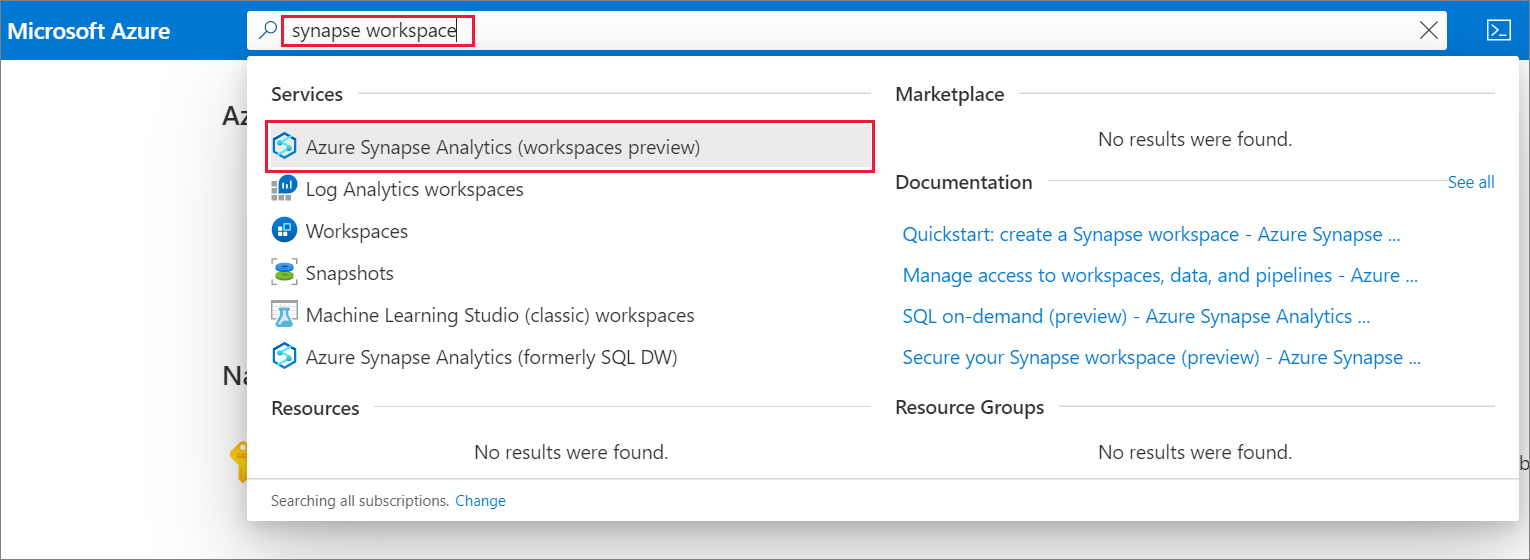 Microsoft Azure
synapse workspace
Az
Na
Services
Azure Synapse Analytics (workspaces preview)
Log Analytics workspaces
Workspaces
Snapshots
Machine Learning Studio (classic) workspaces
Azure Synapse Analytics (formerly SQL DW)
Resources
No results were found.
Marketplace
No results were found.
Documentation
See all
Quickstart: create a Synapse workspace - Azure Synapse ...
Manage access to workspaces, data, and pipelines - Azure ...
SQL on-demand (preview) - Azure Synapse Analytics ...
Secure your Synapse workspace (preview) - Azure Synapse ...
Resource Groups
No results were found.
b
Searching all subscriptions. Change